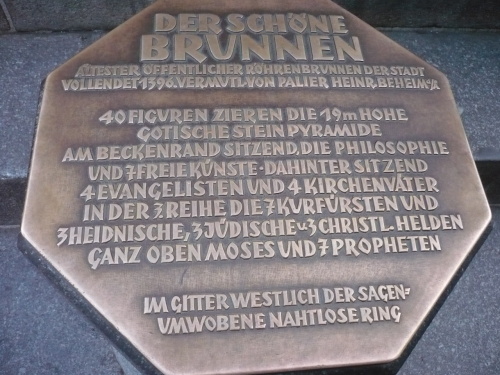 DER SCHÖNE
BRUNNEN
ÄLTESTER ÖFFENTLICHER RÖHRENBRUNNEN DER STADT
VOLLENDET 1396. VERMUTL. VON PALIER HEINR. BEHEIM d. Ä.
40 FIGUREN ZIEREN DIE 19m HOHE
GOTISCHE STEINPYRAMIDE
AM BECKENRAND SITZEND, DIE PHILOSOPHIE
UND 7 FREIE KÜNSTE · DAHINTER SITZEND
4 EVANGELISTEN UND 4 KIRCHENVÄTER
IN DER 3. REIHE DIE 7 KURFÜRSTEN UND
3 HEIDNISCHE, 3 JÜDISCHE u. 3 CHRISTL. HELDEN
GANZ OBEN MOSES UND 7 PROPHETEN
IM GITTER WESTLICH DER SAGEN-
UMWOBENE NAHTLOSE RING